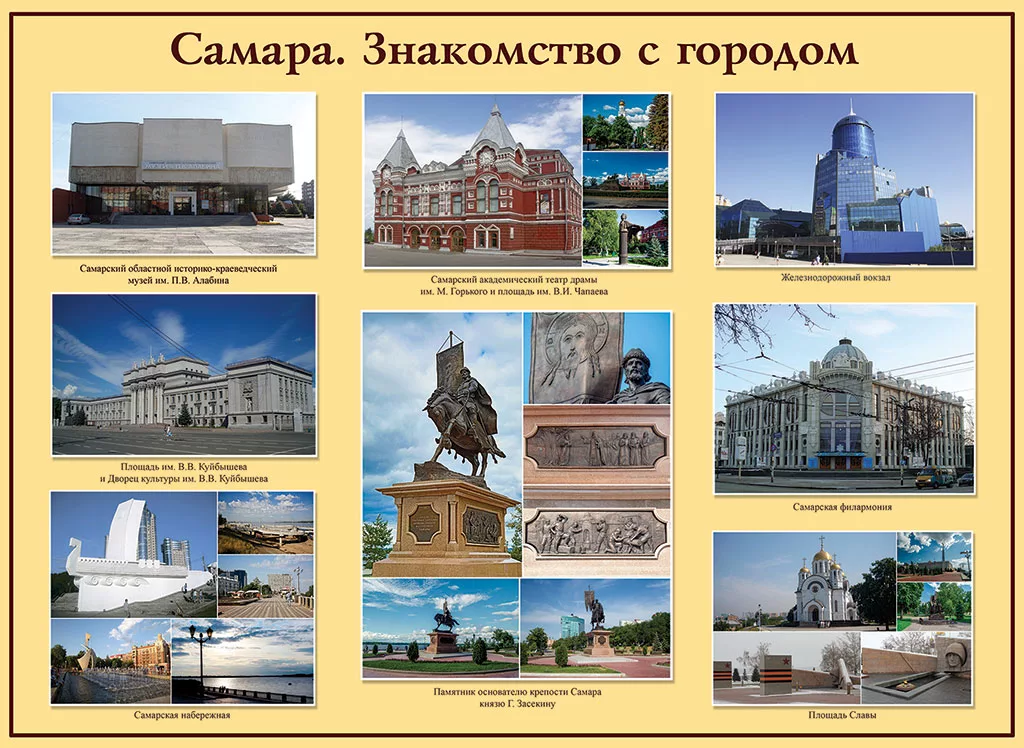 Самара. Знакомство с городом
Самарский областной историко-краеведческий
музей им. П.В. Алабина
Самарский академический театр драмы
им. М. Горького и площадь им. В.И. Чапаева
Железнодорожный вокзал
Площадь им. В.В. Куйбышева
и Дворец культуры им. В.В. Куйбышева
Самарская филармония
Самарская набережная
Памятник основателю крепости Самара
князю Г. Засекину
Площадь Славы